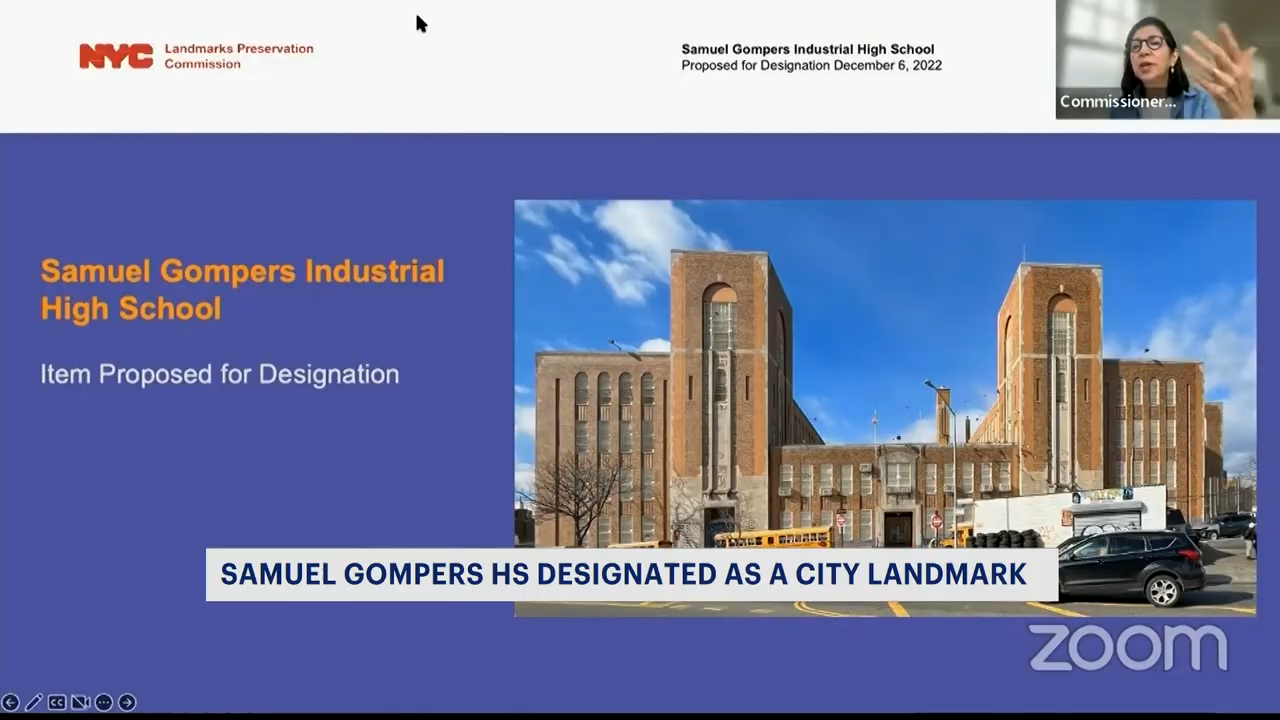 NYC
Landmarks Preservation
Commission
Samuel Gompers Industrial High School
Proposed for Designation December 6, 2022
Commissioner...
Samuel Gompers Industrial
High School
Item Proposed for Designation
SAMUEL GOMPERS HS DESIGNATED AS A CITY LANDMARK
zoom
CC